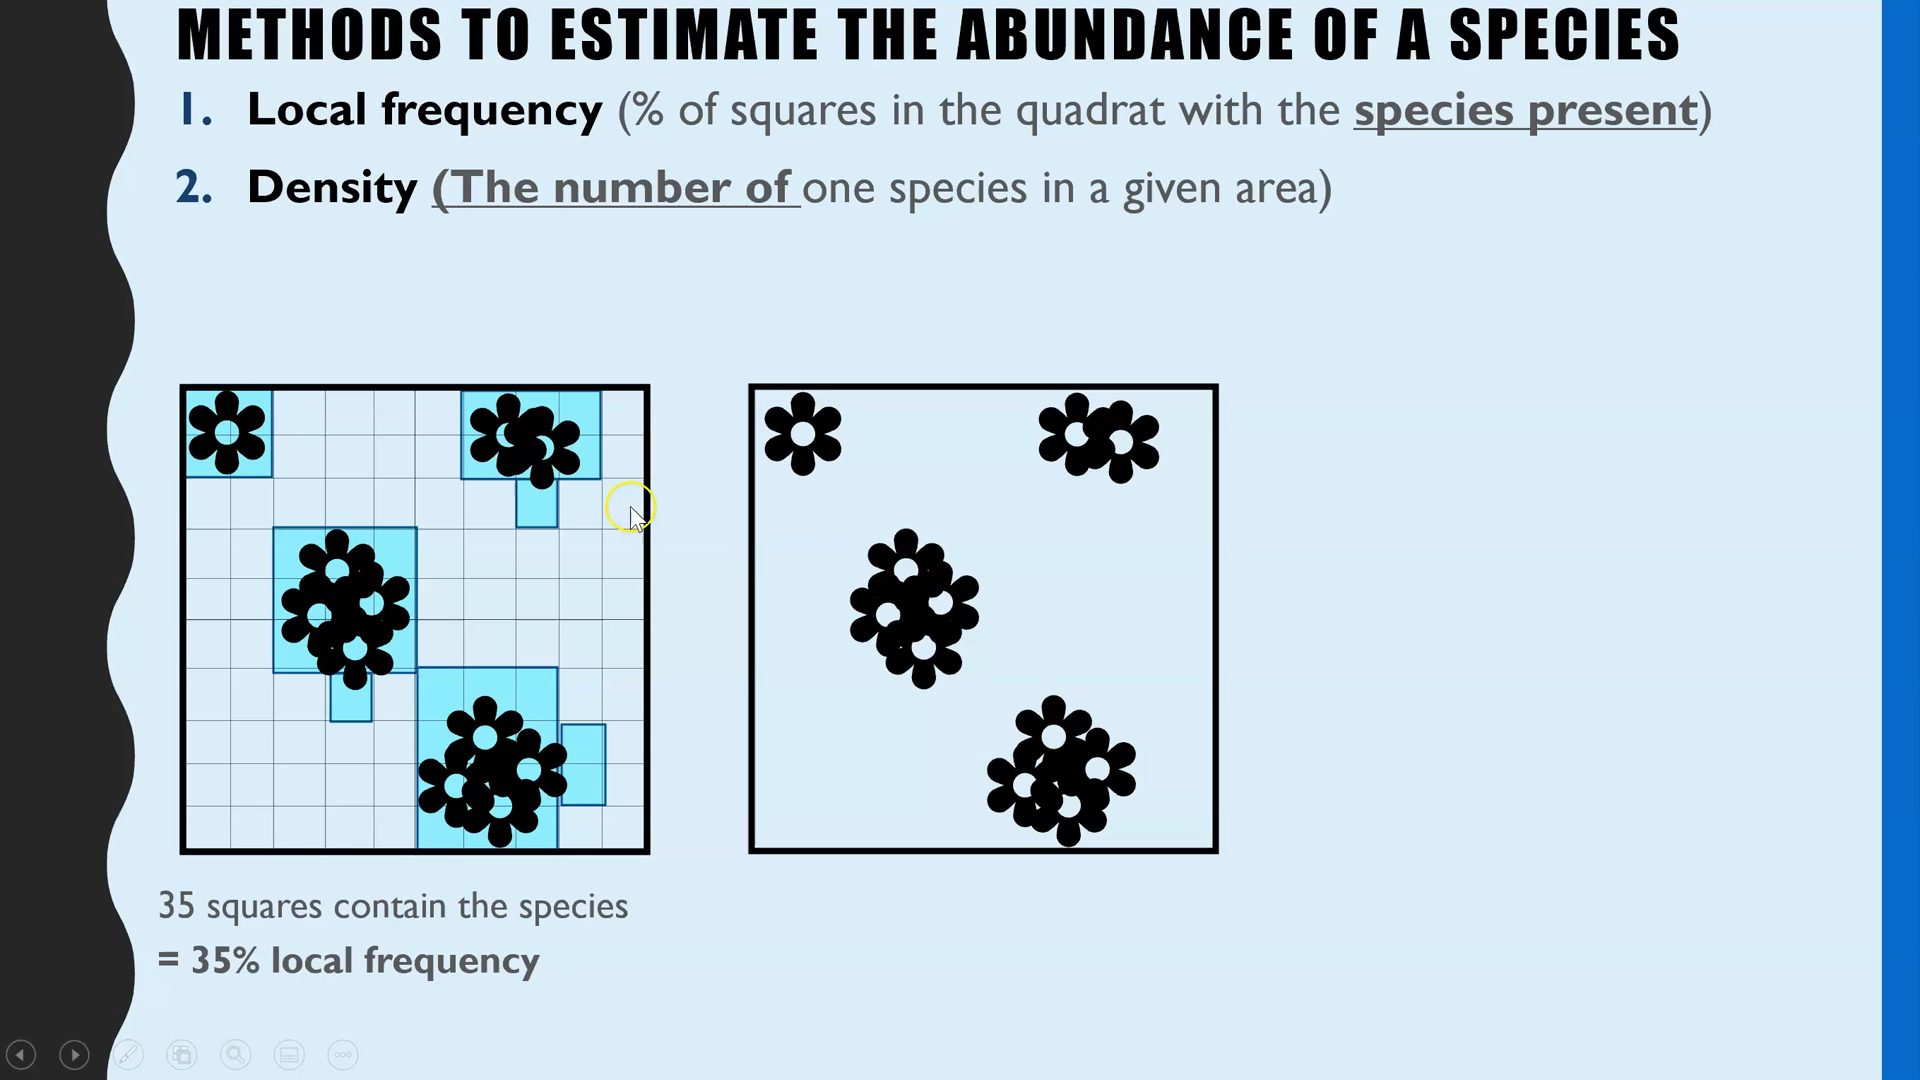 METHODS TO ESTIMATE THE ABUNDANCE OF A SPECIES
1. Local frequency (% of squares in the quadrat with the species present)
2. Density (The number of one species in a given area)
35 squares contain the species
= 35% local frequency